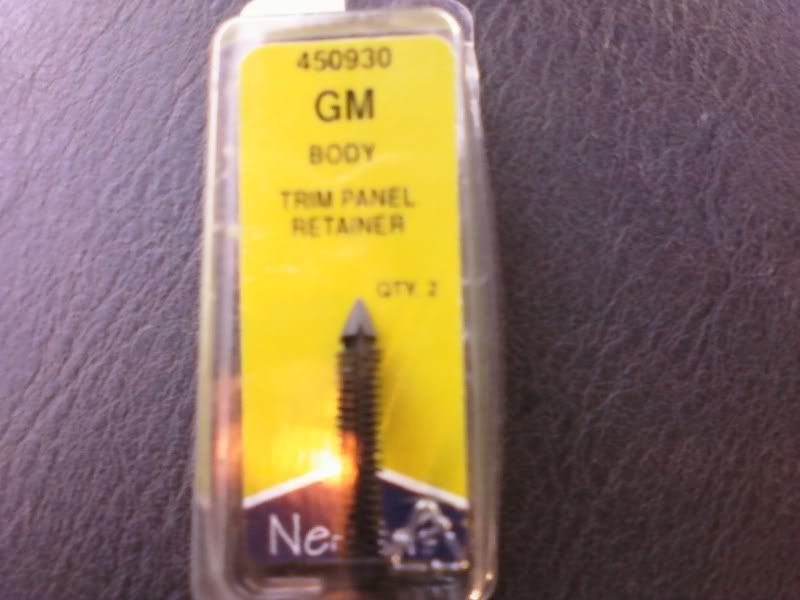 450930
GM
BODY
TRIM PANEL
RETAINER
QTY. 2